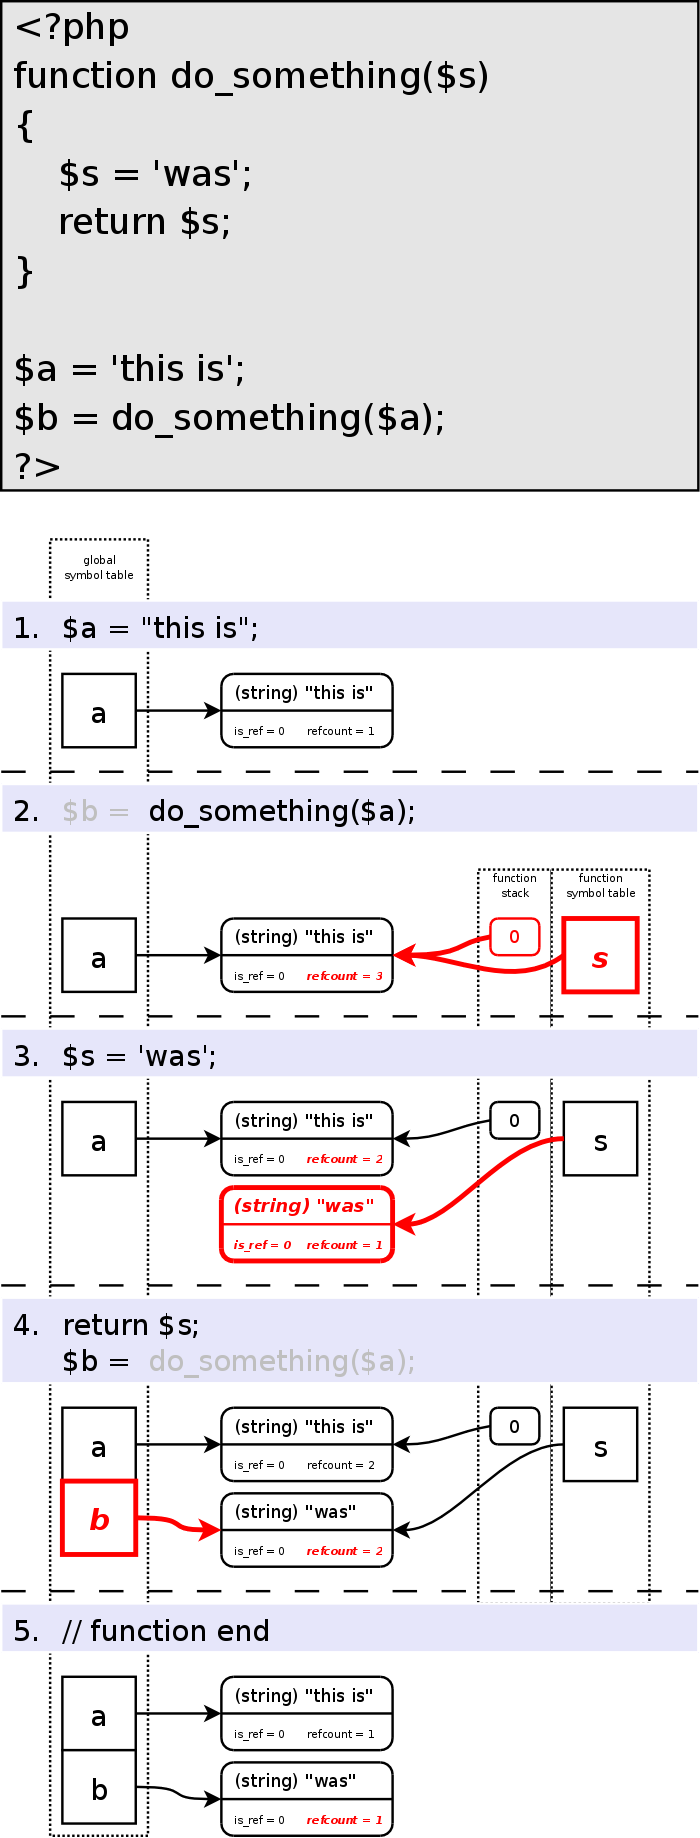 <?php
function do_something($s)
{
    $s = 'was';
    return $s;
}

$a = 'this is';
$b = do_something($a);
?>
global
symbol table
1. $a = "this is";
a
(string) "this is"
is_ref = 0 refcount = 1
2. $b = do_something($a);
function
stack
function
symbol table
a
(string) "this is"
is_ref = 0 refcount = 3
0
s
3. $s = 'was';
a
(string) "this is"
is_ref = 0 refcount = 2
0
s
(string) "was"
is_ref = 0 refcount = 1
4. return $s;
$b = do_something($a);
a
(string) "this is"
is_ref = 0 refcount = 2
0
s
b
(string) "was"
is_ref = 0 refcount = 2
5. // function end
a
(string) "this is"
is_ref = 0 refcount = 1
b
(string) "was"
is_ref = 0 refcount = 1